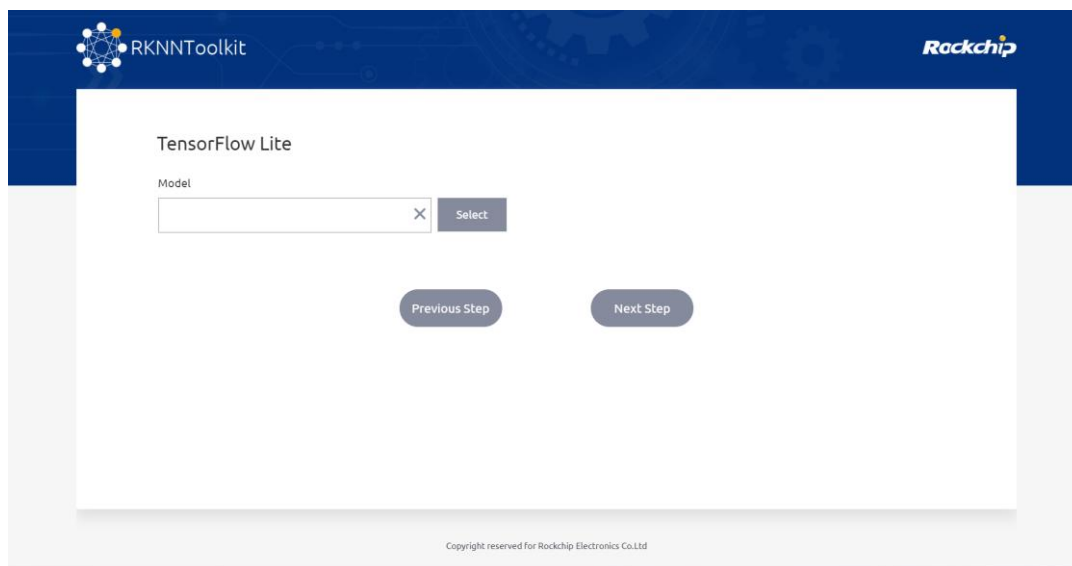 RKNNToolkit
Rockchip
TensorFlow Lite
Model
Select
Previous Step
Next Step
Copyright reserved for Rockchip Electronics Co.Ltd